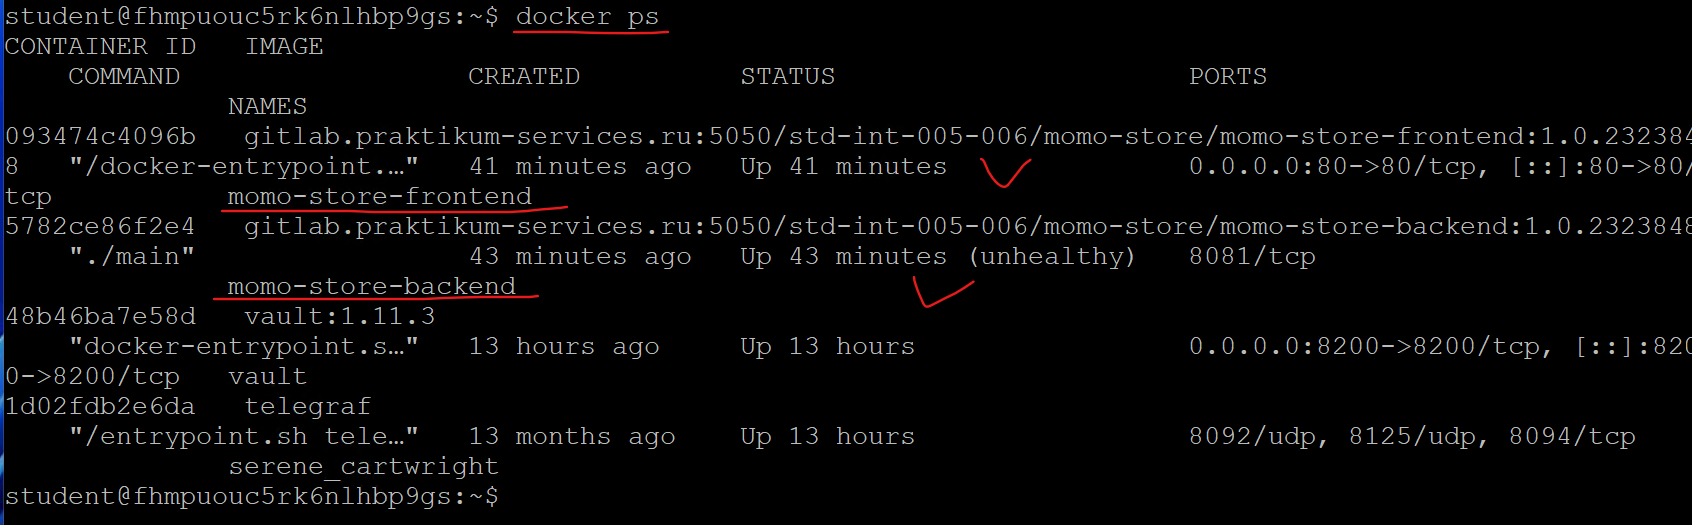 student@fhmpuouc5rk6nlhbp9gs:~$ docker ps
CONTAINER ID   IMAGE
    COMMAND                  CREATED          STATUS                      PORTS
              NAMES
093474c4096b   gitlab.praktikum-services.ru:5050/std-int-005-006/momo-store/momo-store-frontend:1.0.232384
8   "/docker-entrypoint.…"   41 minutes ago   Up 41 minutes               0.0.0.0:80->80/tcp, [::]:80->80/
tcp           momo-store-frontend
5782ce86f2e4   gitlab.praktikum-services.ru:5050/std-int-005-006/momo-store/momo-store-backend:1.0.2323848
    "./main"                 43 minutes ago   Up 43 minutes (unhealthy)   8081/tcp
              momo-store-backend
48b46ba7e58d   vault:1.11.3
    "docker-entrypoint.s…"   13 hours ago     Up 13 hours                 0.0.0.0:8200->8200/tcp, [::]:820
0->8200/tcp   vault
1d02fdb2e6da   telegraf
    "/entrypoint.sh tele…"   13 months ago    Up 13 hours                 8092/udp, 8125/udp, 8094/tcp
              serene_cartwright
student@fhmpuouc5rk6nlhbp9gs:~$